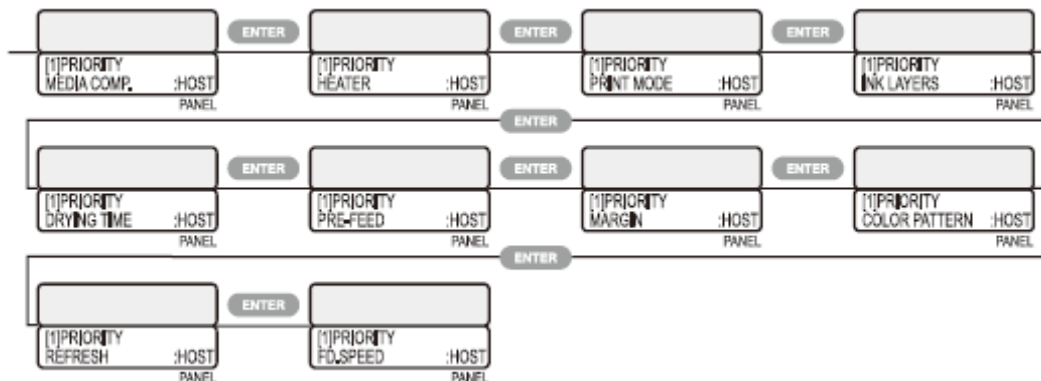 ENTER ENTER ENTER
[1]PRIORITY [1]PRIORITY [1]PRIORITY [1]PRIORITY
MEDIA COMP. :HOST HEATER :HOST PRINT MODE :HOST INK LAYERS :HOST
PANEL PANEL PANEL PANEL
ENTER
ENTER ENTER ENTER
[1]PRIORITY [1]PRIORITY [1]PRIORITY [1]PRIORITY
DRYING TIME :HOST PRE-FEED :HOST MARGIN :HOST COLOR PATTERN :HOST
PANEL PANEL PANEL PANEL
ENTER
ENTER
[1]PRIORITY [1]PRIORITY
REFRESH :HOST FD.SPEED :HOST
PANEL PANEL